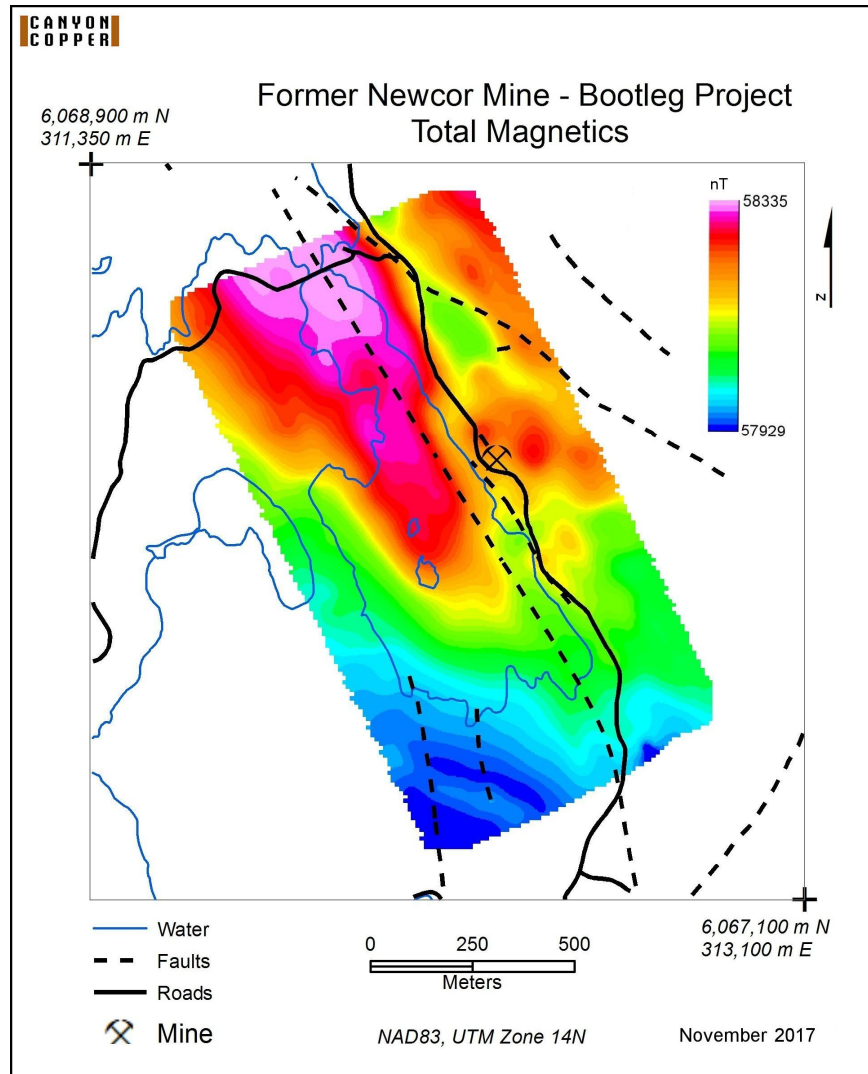 CANYON
COPPER
Former Newcor Mine - Bootleg Project
Total Magnetics
6,068,900 m N
311,350 m E
nT
58335
57929
N
6,067,100 m N
313,100 m E
Water
Faults
Roads
Mine
0 250 500
Meters
NAD83, UTM Zone 14N
November 2017